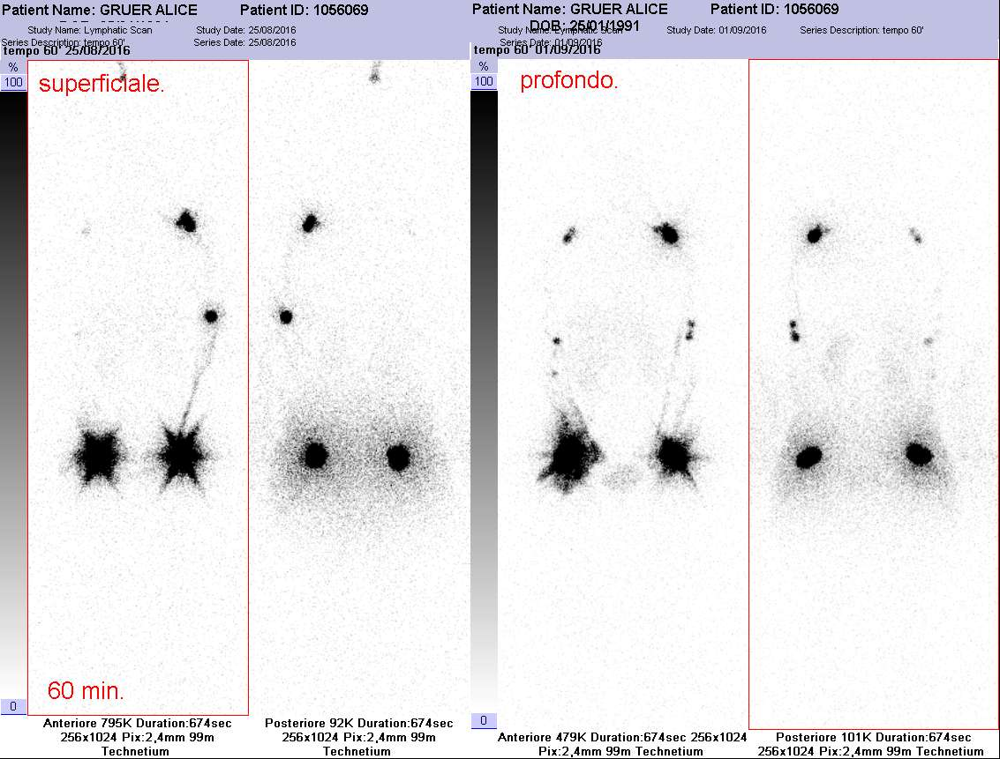 Patient Name: GRUER ALICE Patient ID: 1056069
Study Name: Lymphatic Scan Study Date: 25/08/2016
Series Description: tempo 60' Series Date: 25/08/2016
tempo 60' 25/08/2016
%
100
superficiale.
60 min.
0
Anteriore 795K Duration:674sec
256x1024 Pix:2,4mm 99m
Technetium
Posteriore 92K Duration:674sec
256x1024 Pix:2,4mm 99m
Technetium
Patient Name: GRUER ALICE Patient ID: 1056069
DOB: 25/01/1991
Study Name: Lymphatic Scan Study Date: 01/09/2016 Series Description: tempo 60'
Series Date: 01/09/2016
tempo 60' 01/09/2016
%
100
profondo.
0
Anteriore 479K Duration:674sec 256x1024
Pix:2,4mm 99m Technetium
Posteriore 101K Duration:674sec
256x1024 Pix:2,4mm 99m Technetium